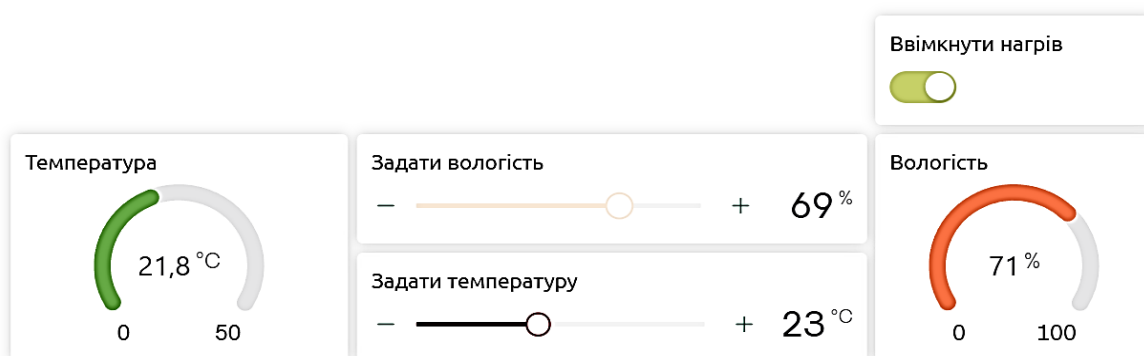 Ввімкнути нагрів
Температура
21,8 °C
0 50
Задати вологість
− + 69 %
Задати температуру
− + 23 °C
Вологість
71 %
0 100